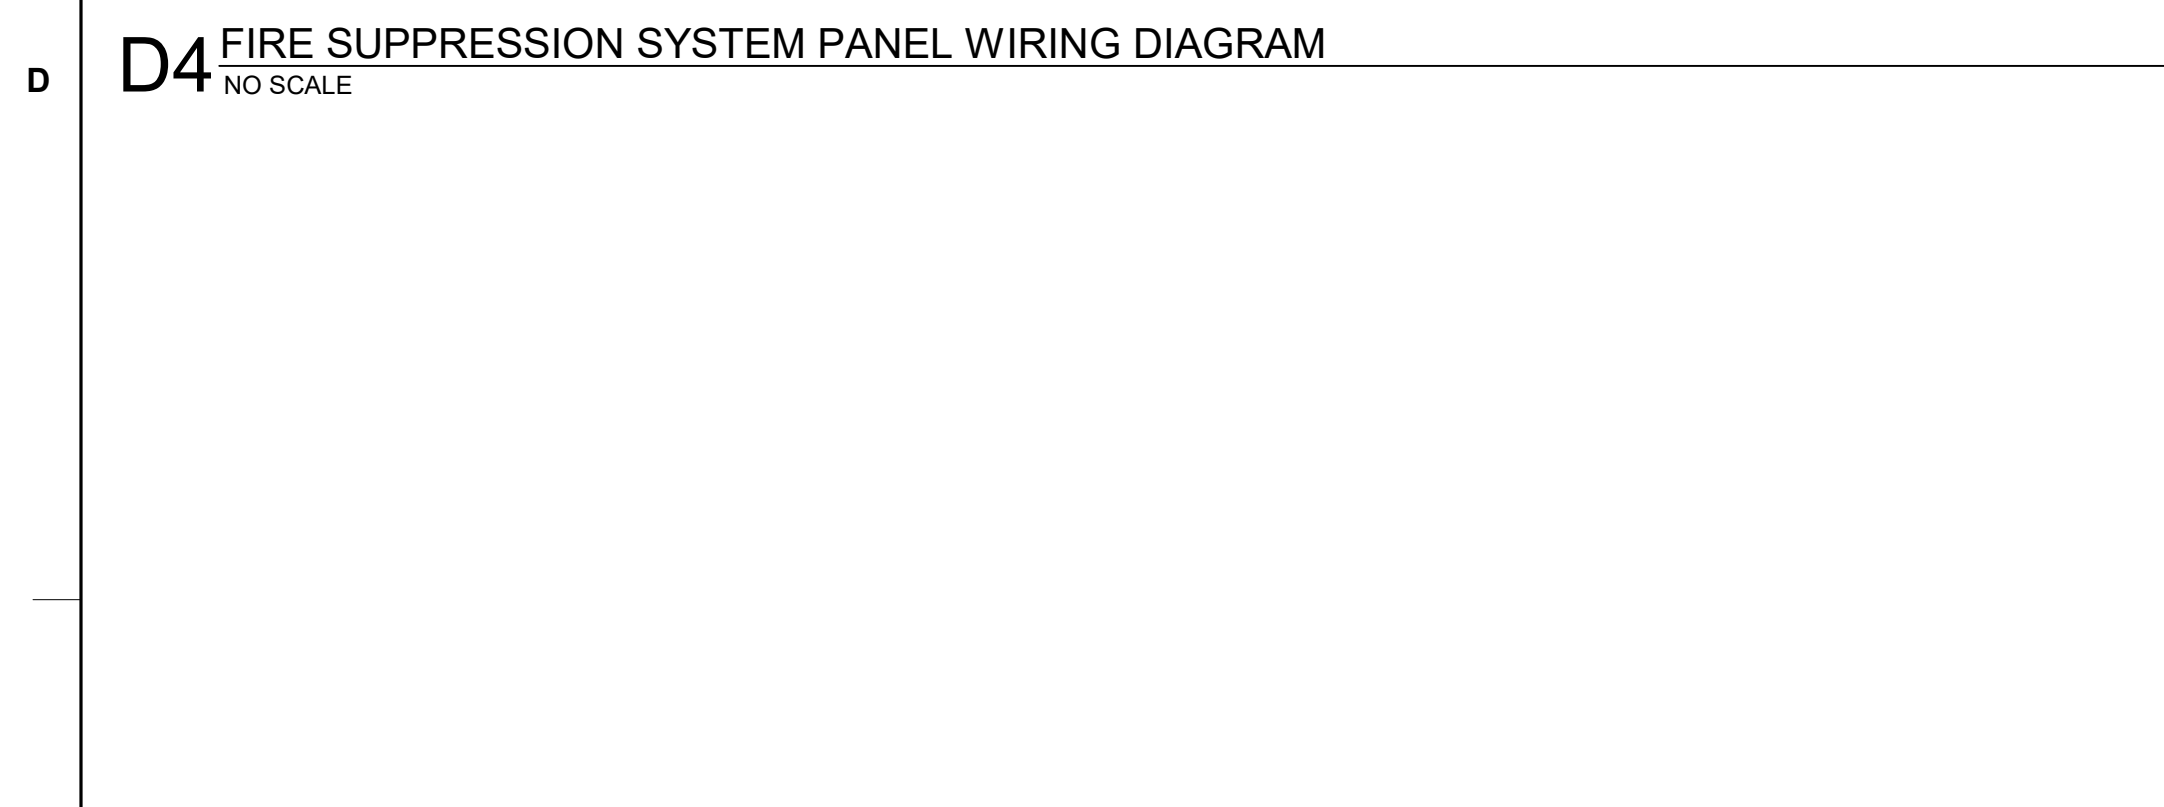 D
D4
FIRE SUPPRESSION SYSTEM PANEL WIRING DIAGRAM
NO SCALE